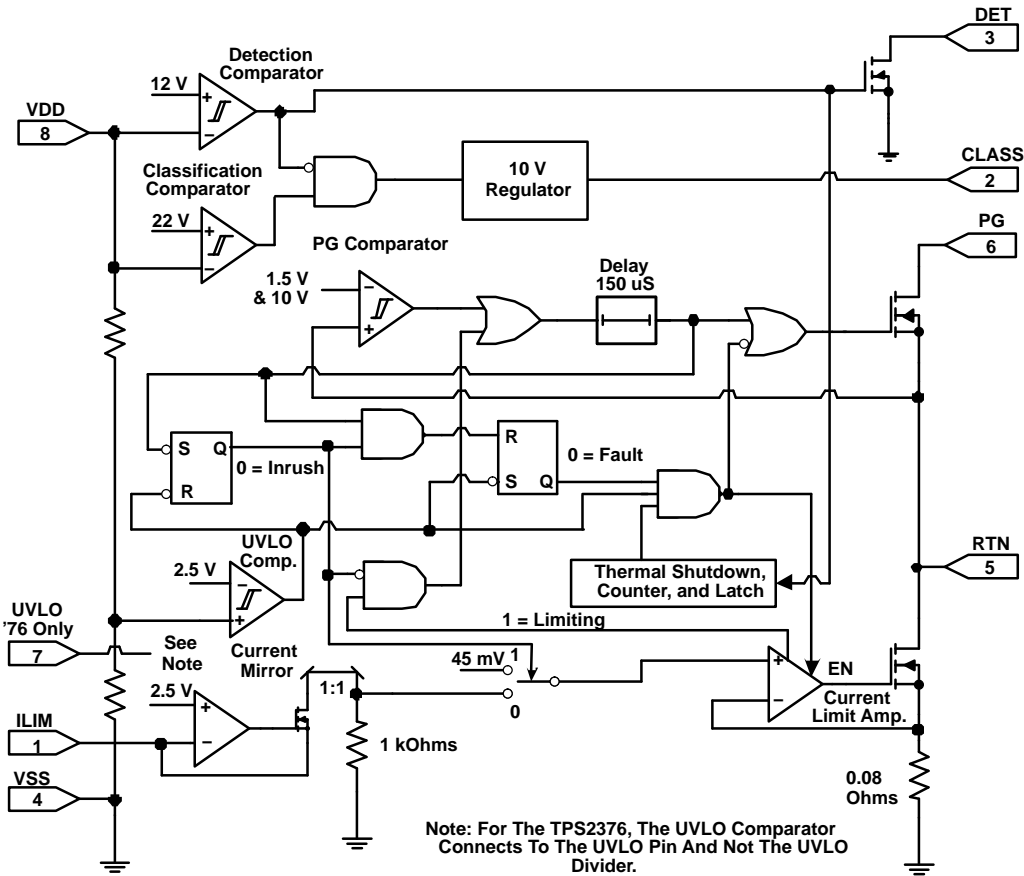 DET
3
Detection
Comparator
12 V
+
−
VDD
8
Classification
Comparator
22 V
+
−
10 V
Regulator
CLASS
2
PG Comparator
PG
6
1.5 V
& 10 V
−
+
Delay
150 uS
S
Q
R
0 = Inrush
R
S
Q
0 = Fault
UVLO
Comp.
2.5 V
−
+
Thermal Shutdown,
Counter, and Latch
RTN
5
1 = Limiting
UVLO
'76 Only
7
See
Note
Current
Mirror
1:1
45 mV
1
0
+
−
EN
Current
Limit Amp.
2.5 V
+
−
ILIM
1
1 kOhms
VSS
4
0.08
Ohms
Note: For The TPS2376, The UVLO Comparator
Connects To The UVLO Pin And Not The UVLO
Divider.